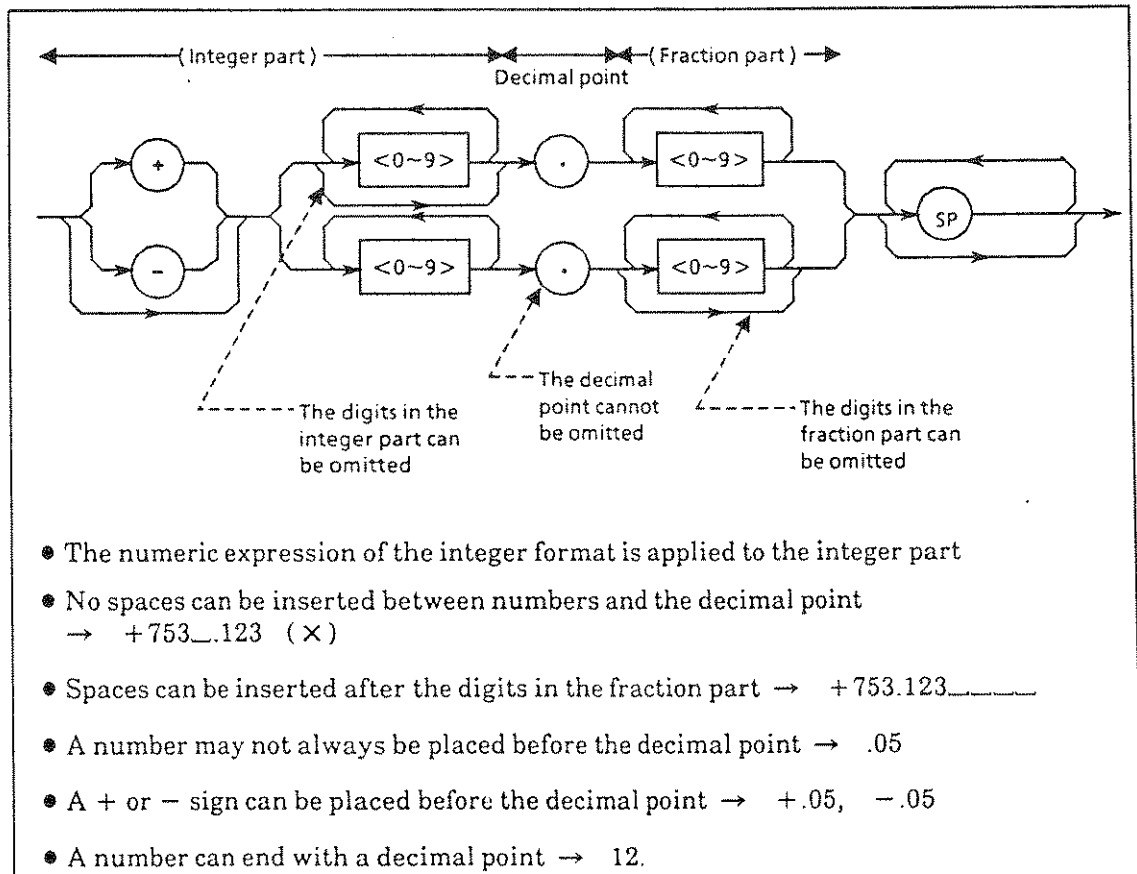 (Integer part) (Fraction part)
Decimal point
+ <0~9> . <0~9>
SP
- <0~9> . <0~9>
The digits in the
integer part can
be omitted
The decimal
point cannot
be omitted
The digits in the
fraction part can
be omitted
● The numeric expression of the integer format is applied to the integer part
● No spaces can be inserted between numbers and the decimal point
→ +753_.123 (×)
● Spaces can be inserted after the digits in the fraction part → +753.123____
● A number may not always be placed before the decimal point → .05
● A + or − sign can be placed before the decimal point → +.05, −.05
● A number can end with a decimal point → 12.